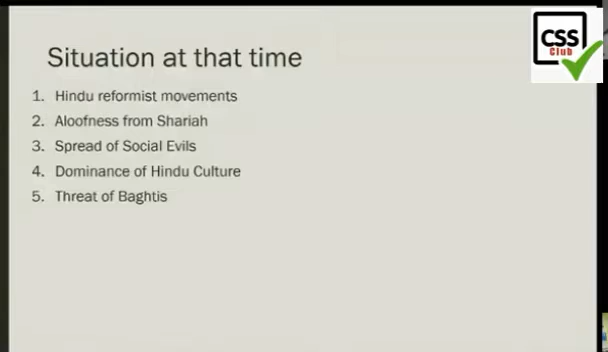 CSS
Club
Situation at that time
1. Hindu reformist movements
2. Aloofness from Shariah
3. Spread of Social Evils
4. Dominance of Hindu Culture
5. Threat of Baghtis